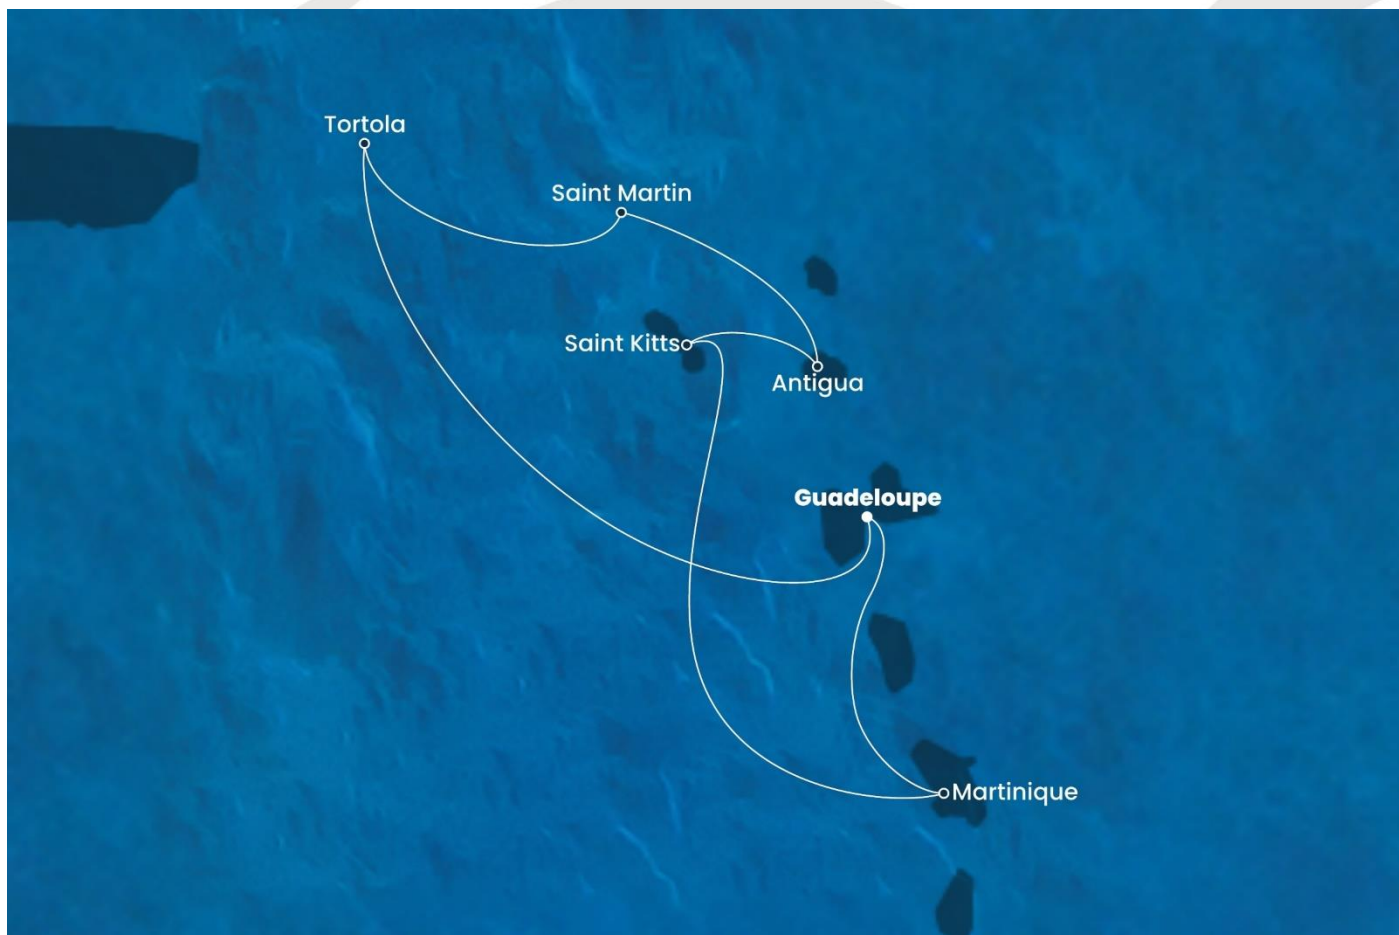 Tortola
Saint Martin
Saint Kitts
Antigua
Guadeloupe
Martinique